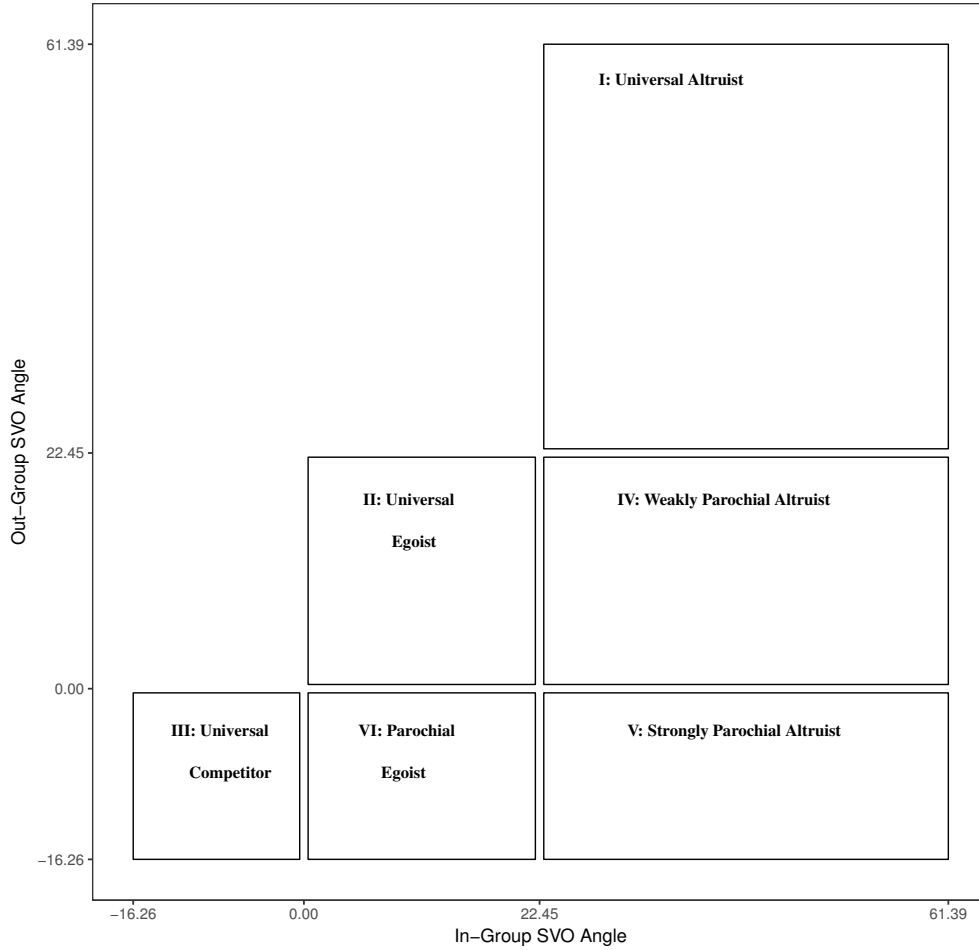 61.39
I: Universal Altruist
22.45
II: Universal
Egoist
IV: Weakly Parochial Altruist
0.00
III: Universal
Competitor
VI: Parochial
Egoist
V: Strongly Parochial Altruist
−16.26
−16.26
0.00
22.45
61.39
In−Group SVO Angle
Out−Group SVO Angle